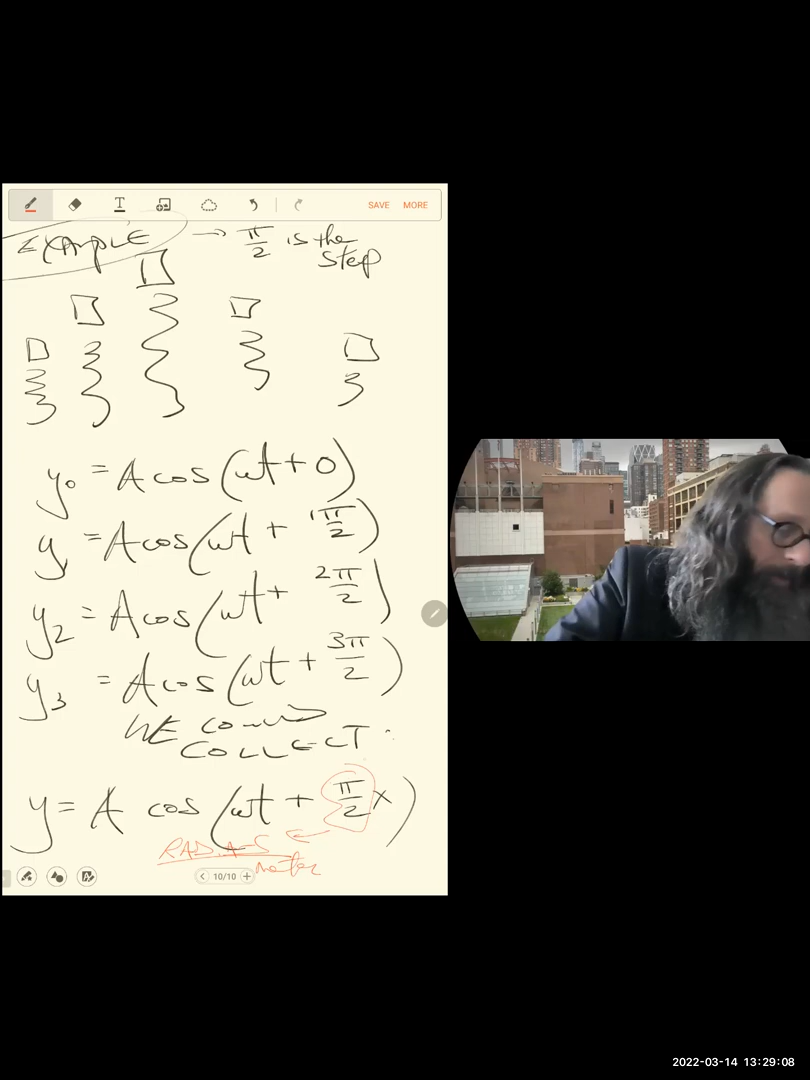 T SAVE MORE
EXAMPLE → π/2 is the
step
y₀ = A cos(ωt + 0)
y₁ = A cos(ωt + 1π/2)
y₂ = A cos(ωt + 2π/2)
y₃ = A cos(ωt + 3π/2)
WE COULD
COLLECT
y = A cos(ωt + π/2 x)
meter
< 10/10 +
2022-03-14 13:29:08